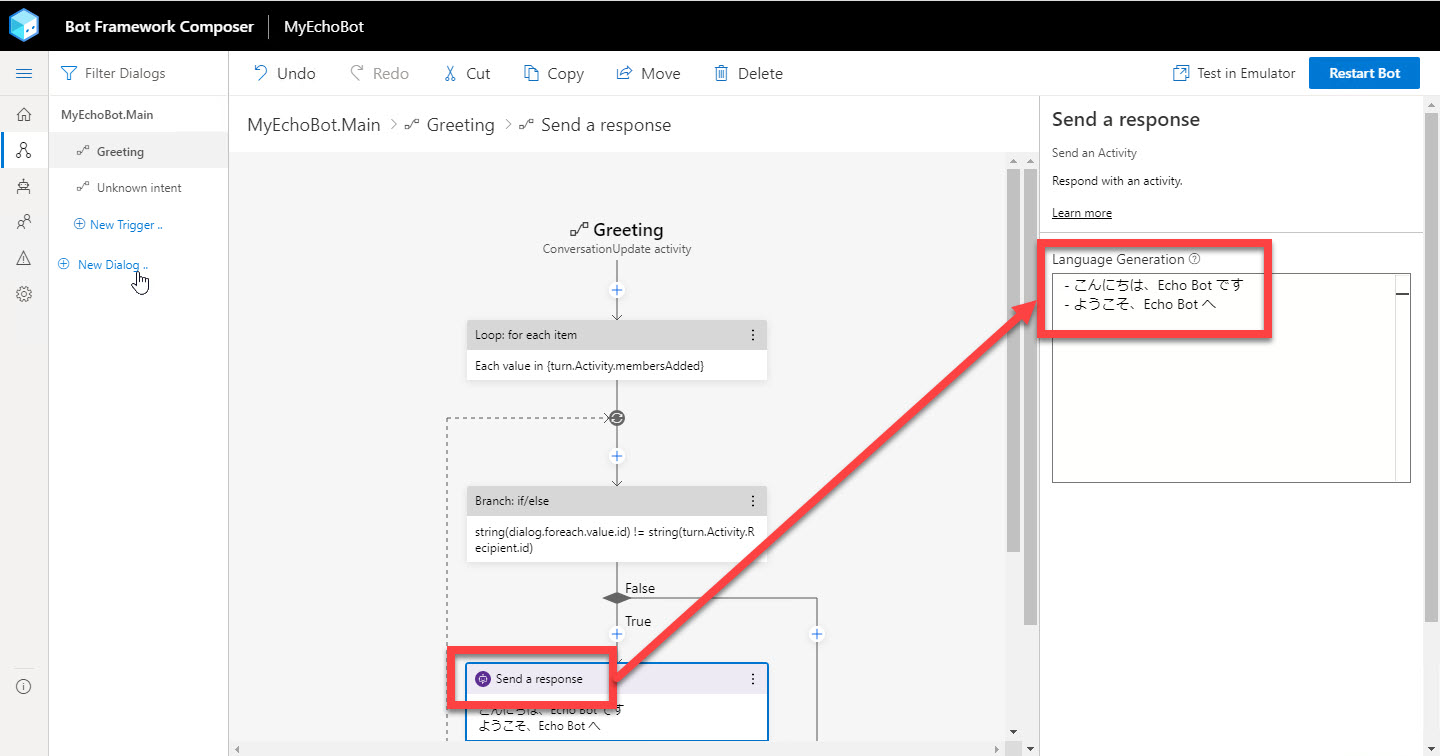 Bot Framework Composer
MyEchoBot
Filter Dialogs
Undo
Redo
Cut
Copy
Move
Delete
Test in Emulator
Restart Bot
MyEchoBot.Main
Greeting
Unknown intent
New Trigger ..
New Dialog ..
MyEchoBot.Main > Greeting > Send a response
Greeting
ConversationUpdate activity
Loop: for each item
Each value in {turn.Activity.membersAdded}
Branch: if/else
string(dialog.foreach.value.id) != string(turn.Activity.R
ecipient.id)
False
True
Send a response
こんにちは、Echo Bot です
ようこそ、Echo Bot へ
Send a response
Send an Activity
Respond with an activity.
Learn more
Language Generation
- こんにちは、Echo Bot です
- ようこそ、Echo Bot へ